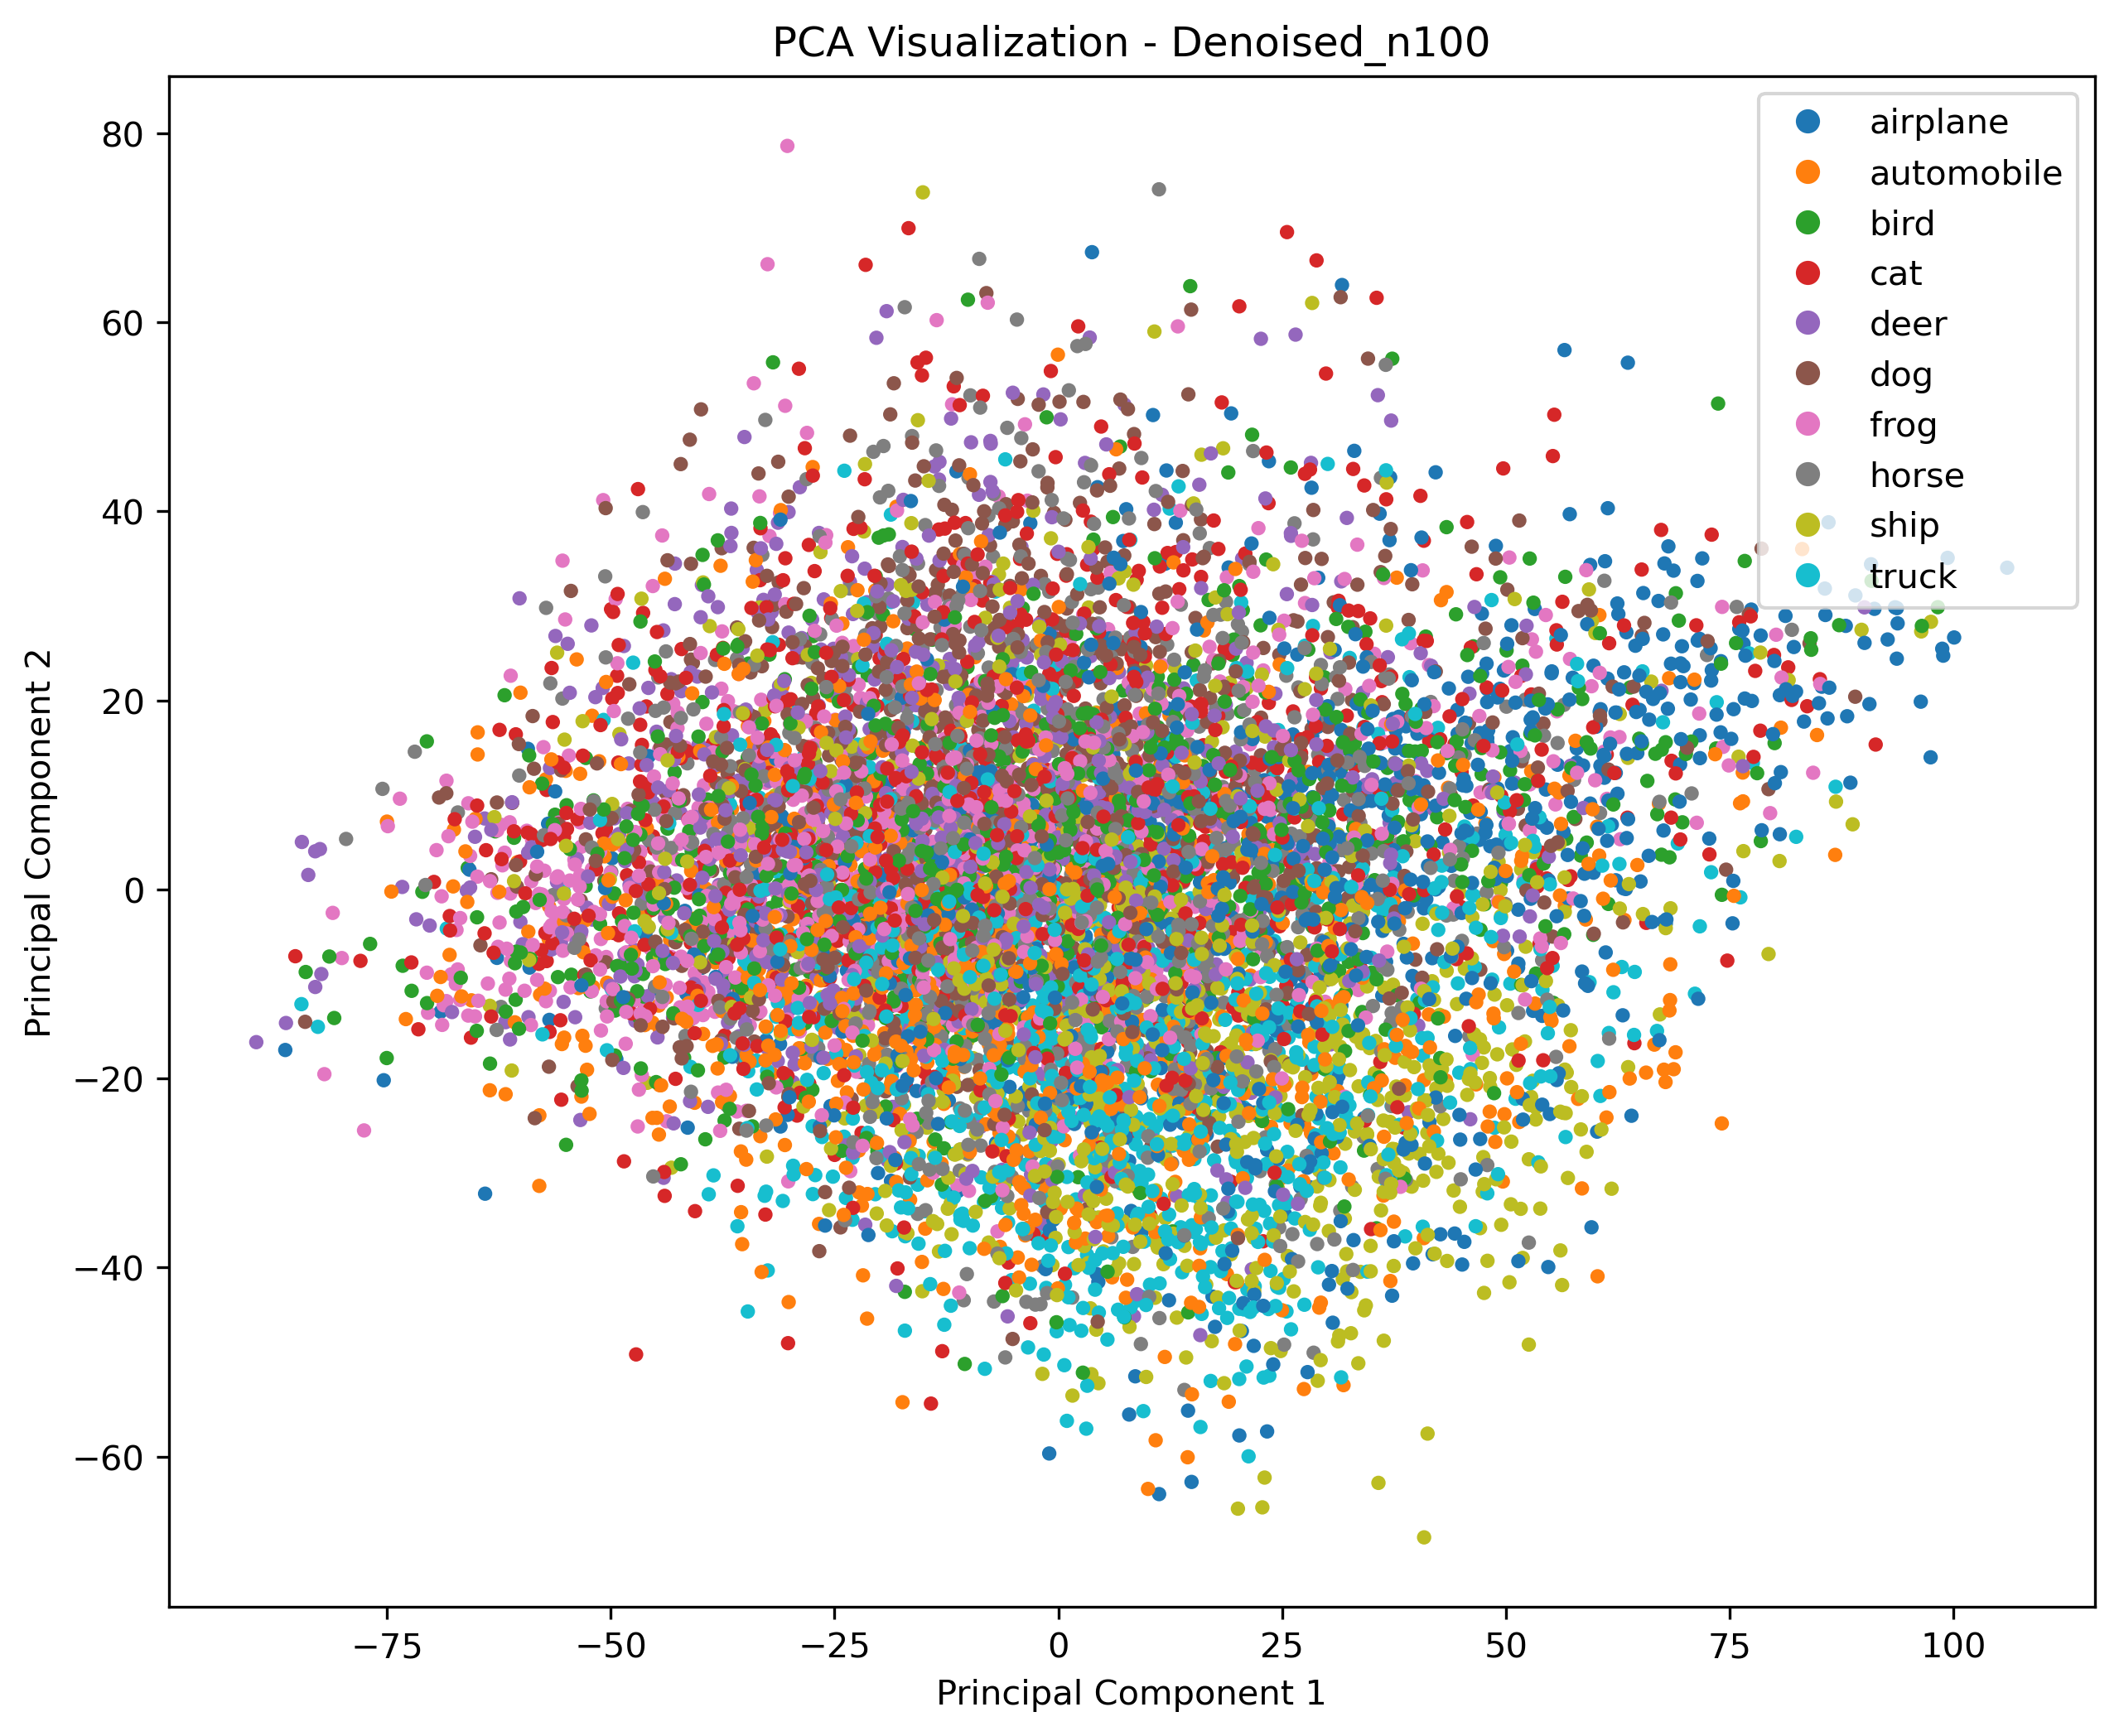 PCA Visualization - Denoised_n100
airplane
automobile
bird
cat
deer
dog
frog
horse
ship
truck
Principal Component 2
80
60
40
20
0
−20
−40
−60
−75
−50
−25
0
25
50
75
100
Principal Component 1